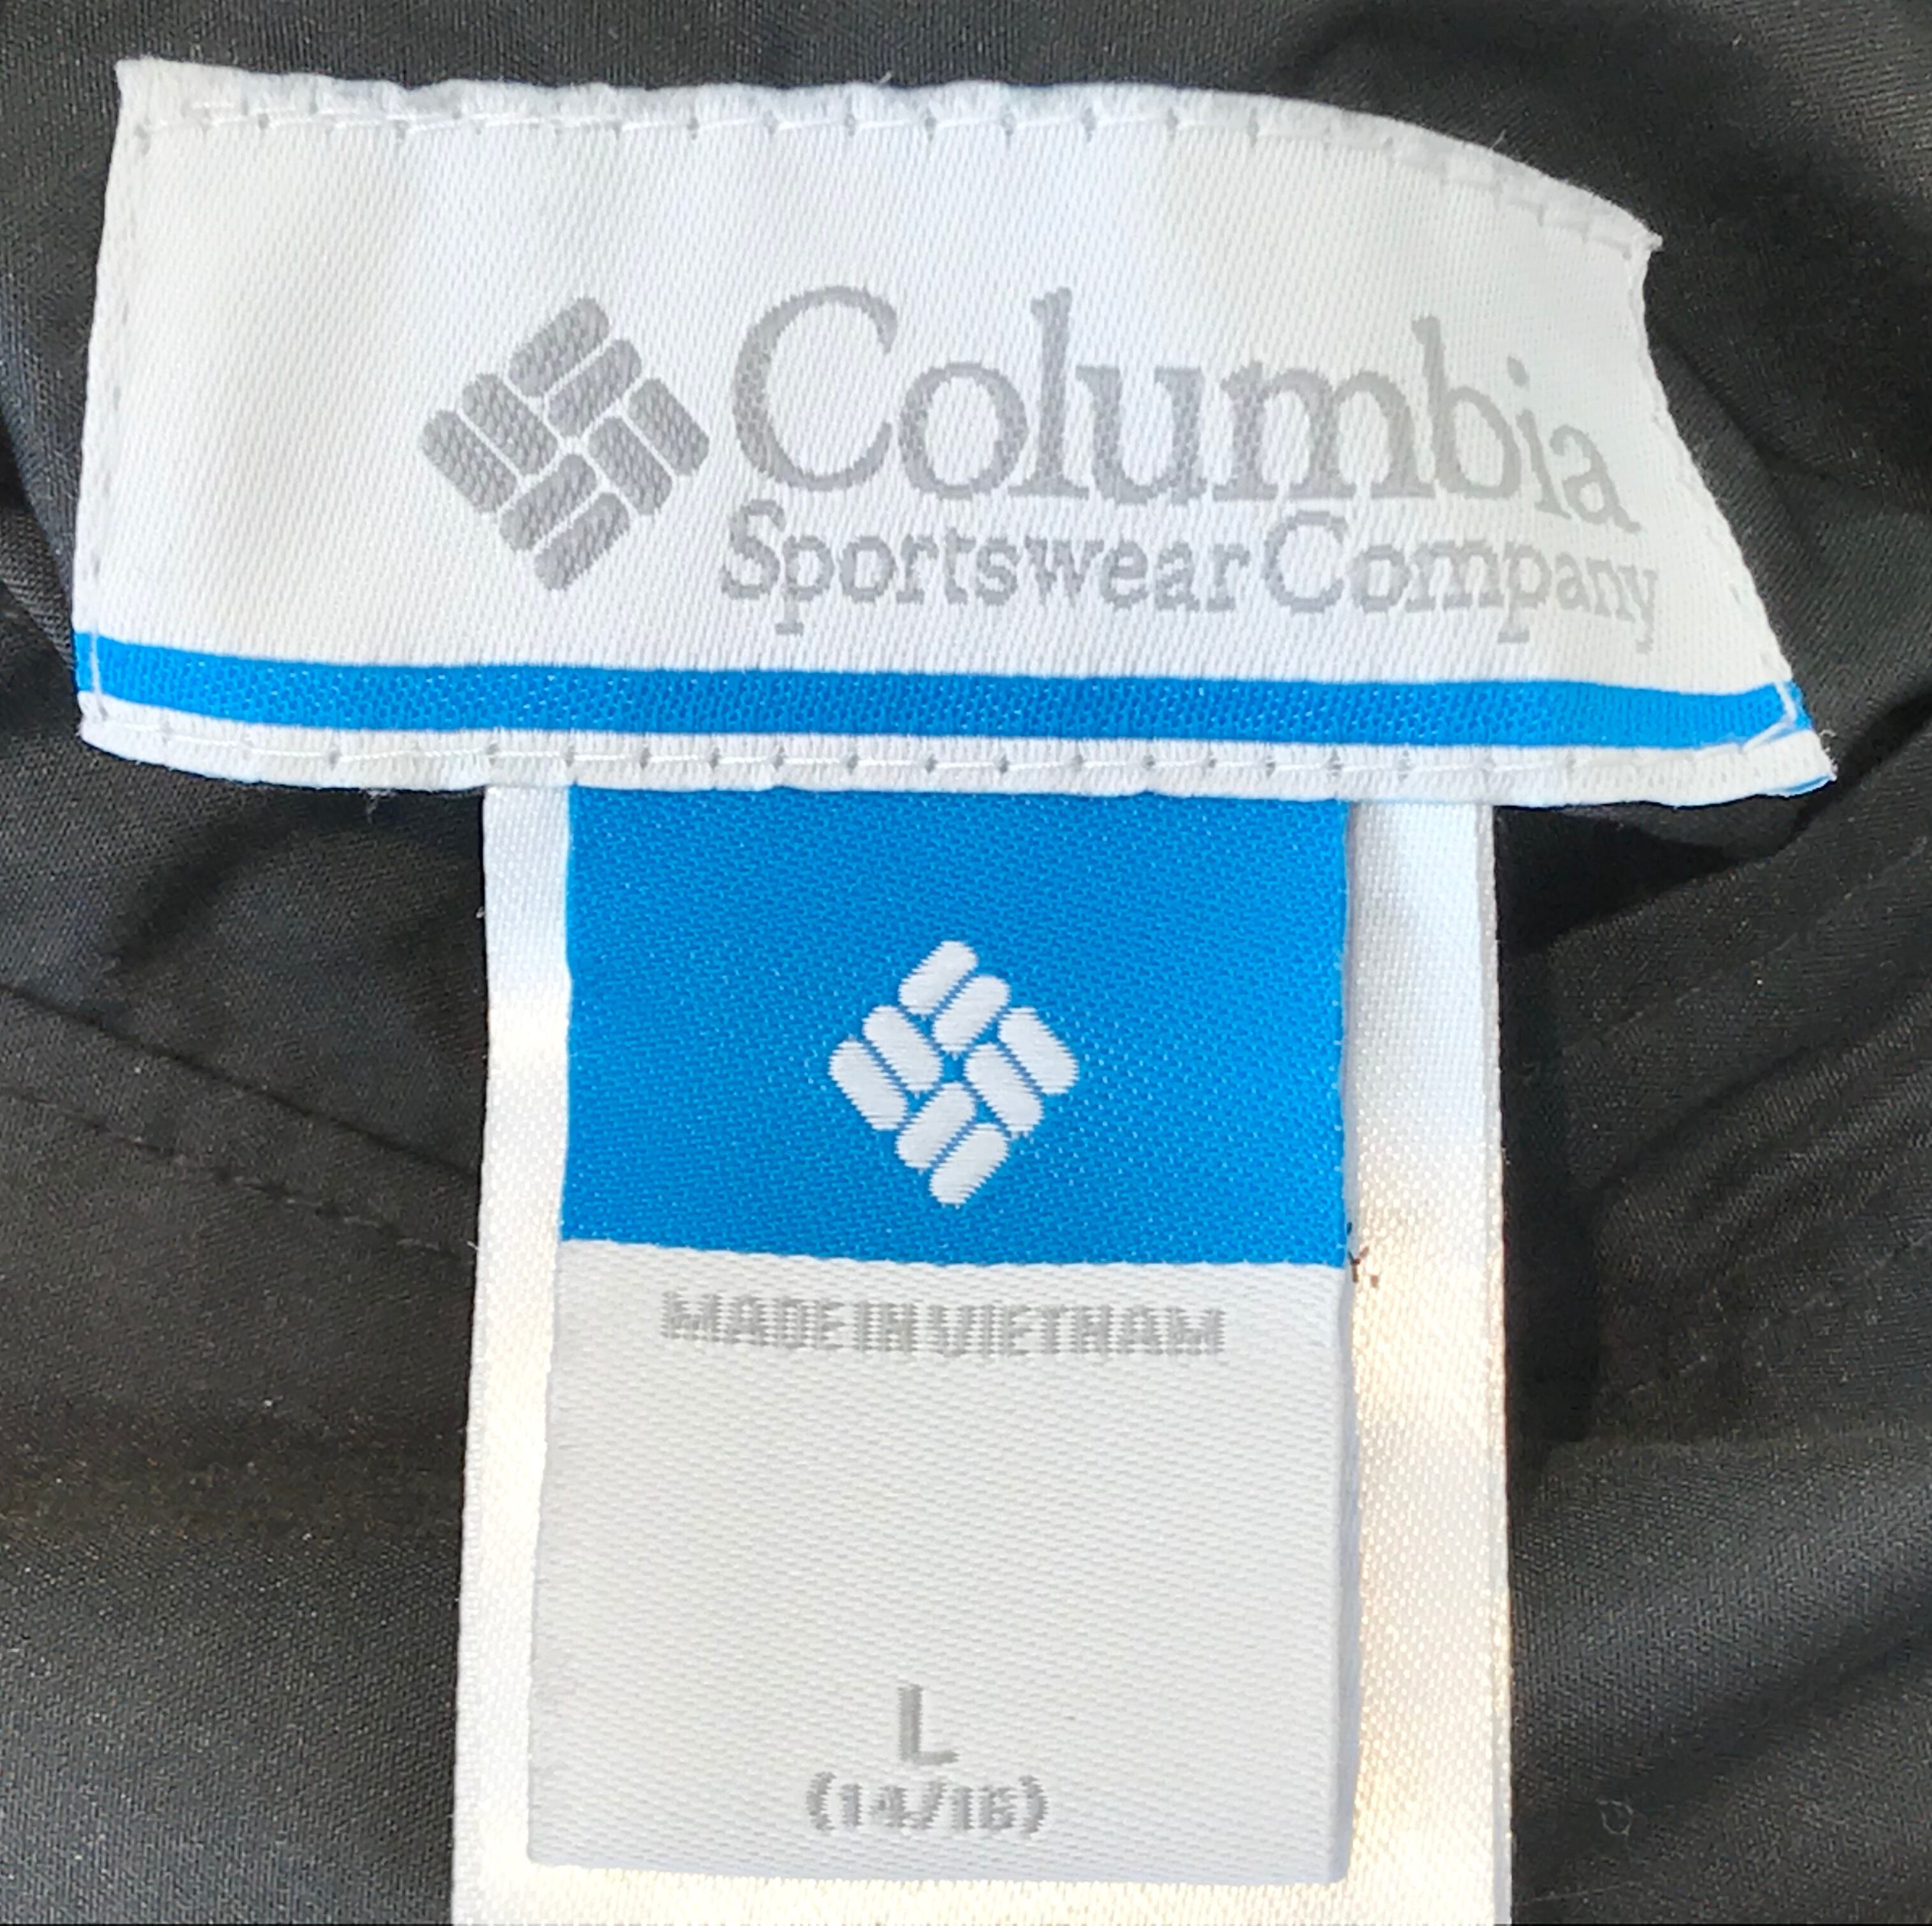 Columbia
Sportswear Company
MADE IN VIETNAM
L
(14/16)